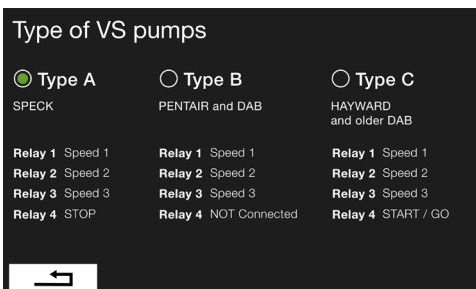 Type of VS pumps
Type A
SPECK
Relay 1 Speed 1
Relay 2 Speed 2
Relay 3 Speed 3
Relay 4 STOP
Type B
PENTAIR and DAB
Relay 1 Speed 1
Relay 2 Speed 2
Relay 3 Speed 3
Relay 4 NOT Connected
Type C
HAYWARD
and older DAB
Relay 1 Speed 1
Relay 2 Speed 2
Relay 3 Speed 3
Relay 4 START / GO